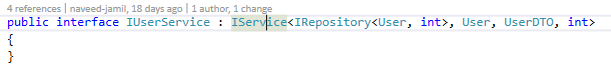 4 references | naveed-jamil, 18 days ago | 1 author, 1 change
public interface IUserService : IService<IRepository<User, int>, User, UserDTO, int>
{
}